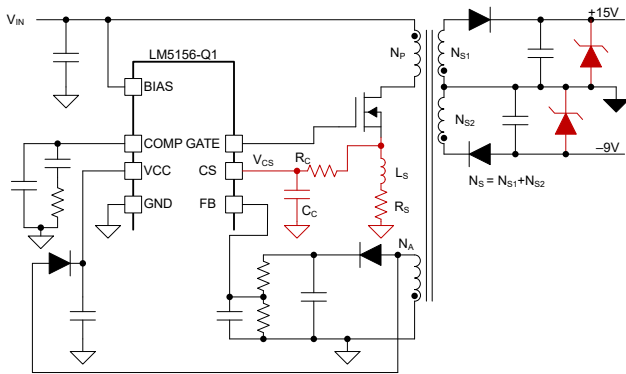 V_IN
LM5156-Q1
N_P
N_S1
+15V
BIAS
COMP GATE
VCC
CS
V_CS
R_C
N_S2
–9V
L_S
N_S = N_S1+N_S2
GND
FB
C_C
R_S
N_A